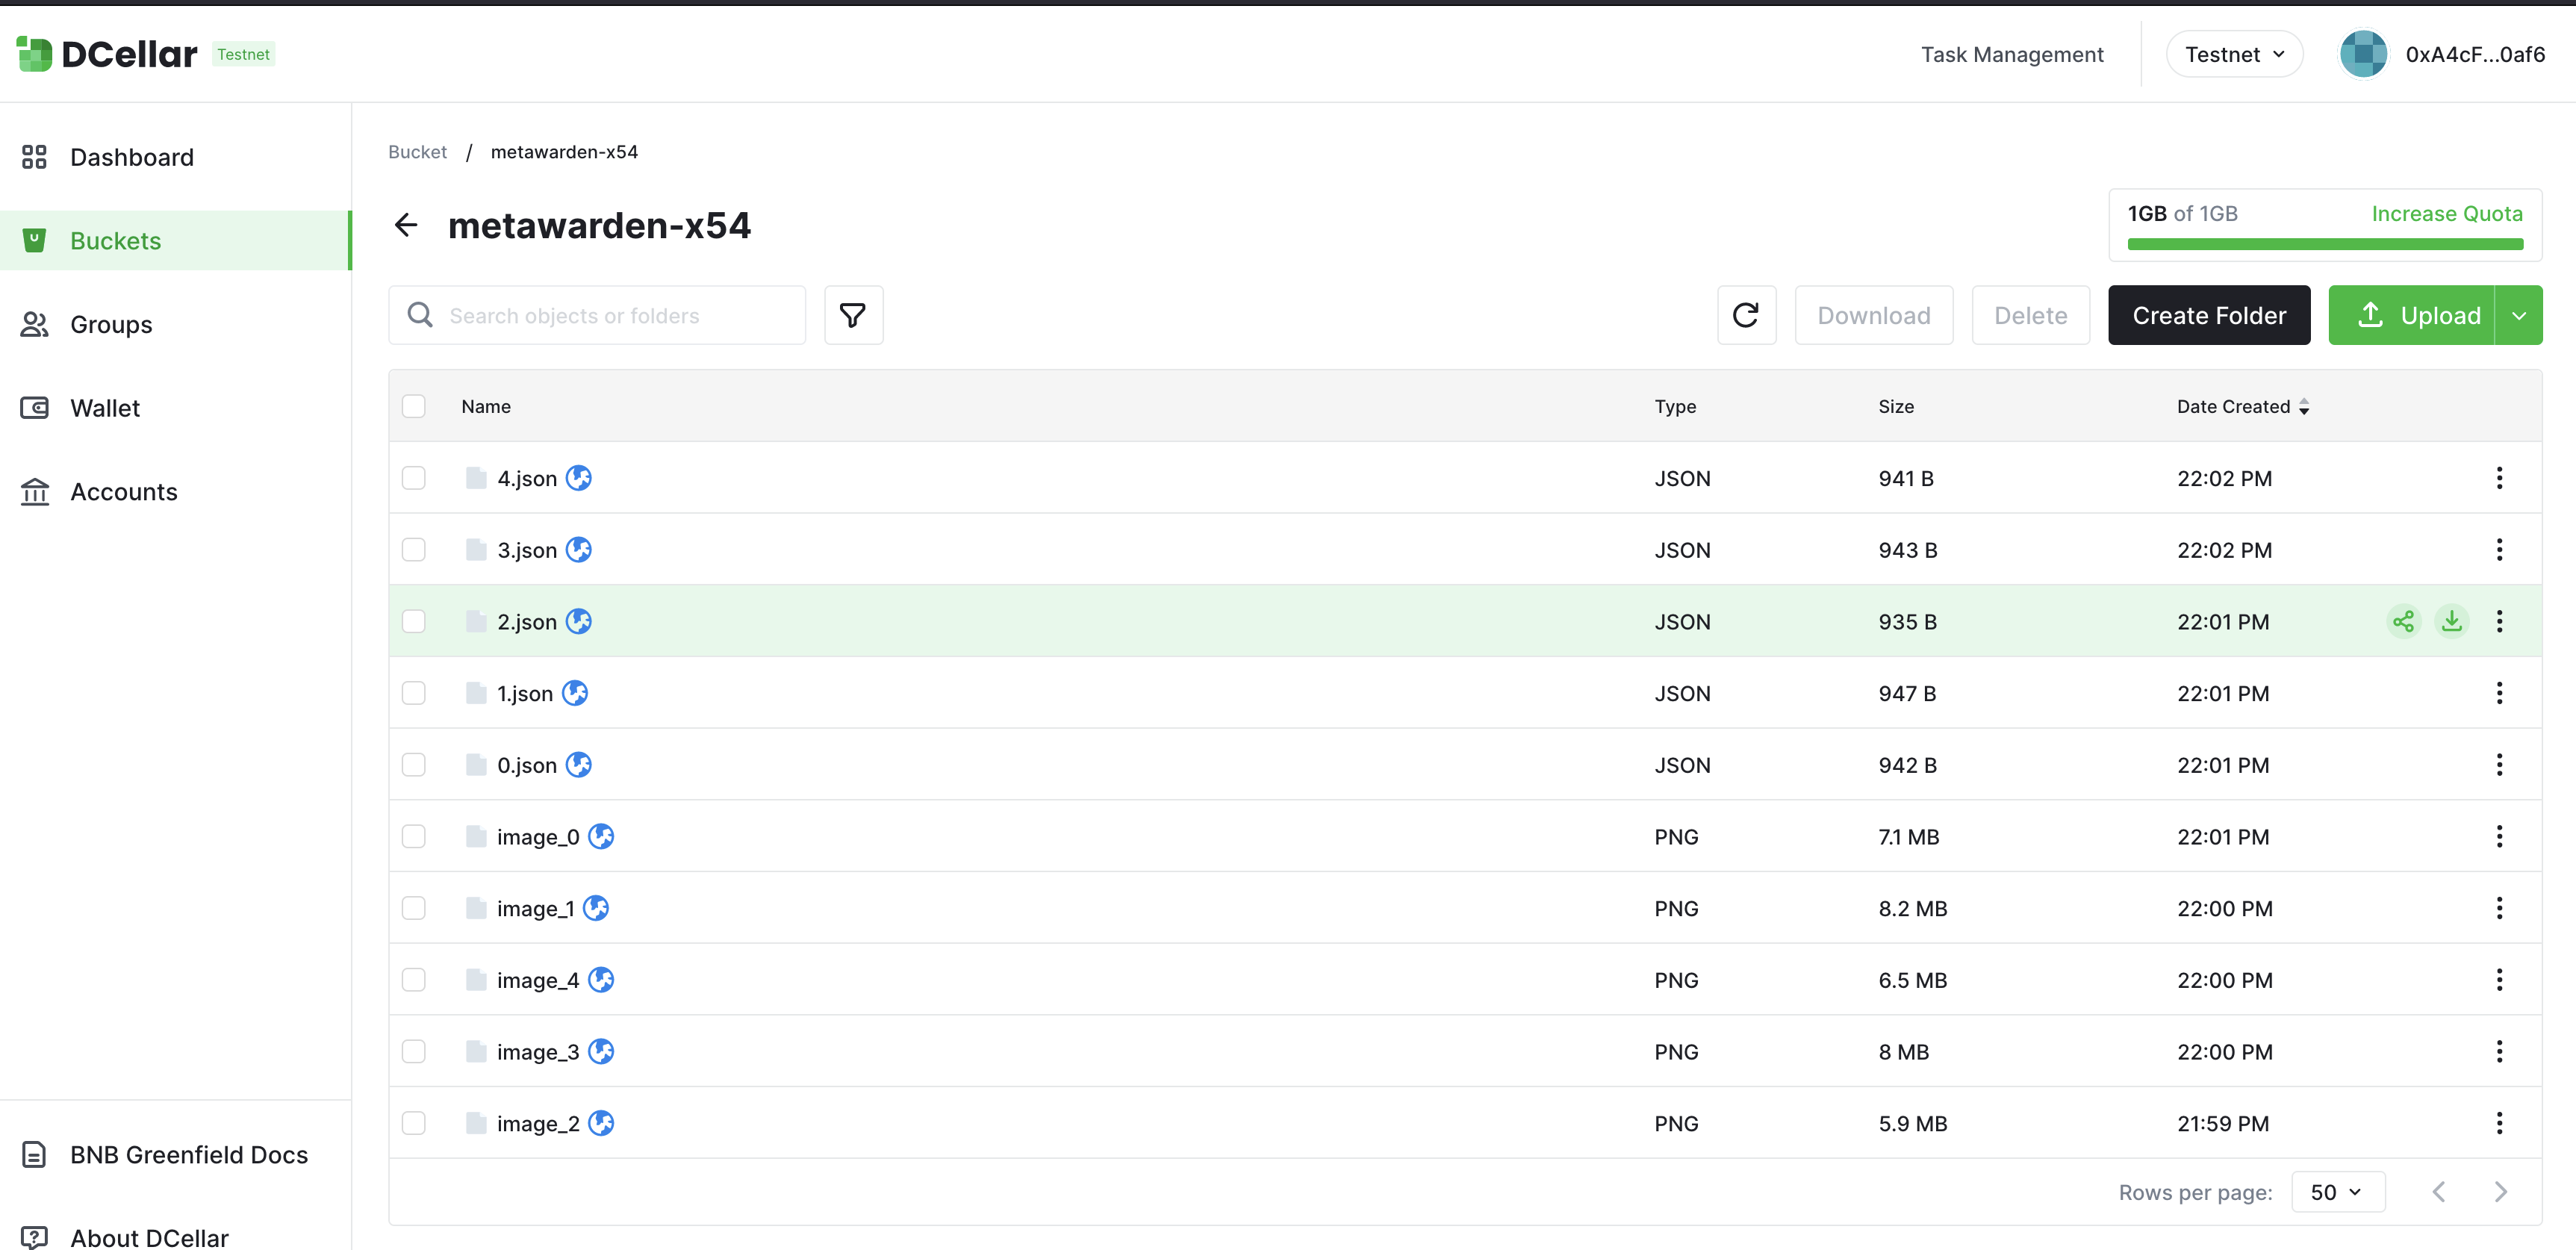 DCellar Testnet
Task Management
Testnet
0xA4cF...0af6
Dashboard
Buckets
Groups
Wallet
Accounts
BNB Greenfield Docs
About DCellar
Bucket / metawarden-x54
metawarden-x54
1GB of 1GB Increase Quota
Search objects or folders
Download
Delete
Create Folder
Upload
Name Type Size Date Created
4.json JSON 941 B 22:02 PM
3.json JSON 943 B 22:02 PM
2.json JSON 935 B 22:01 PM
1.json JSON 947 B 22:01 PM
0.json JSON 942 B 22:01 PM
image_0 PNG 7.1 MB 22:01 PM
image_1 PNG 8.2 MB 22:00 PM
image_4 PNG 6.5 MB 22:00 PM
image_3 PNG 8 MB 22:00 PM
image_2 PNG 5.9 MB 21:59 PM
Rows per page: 50